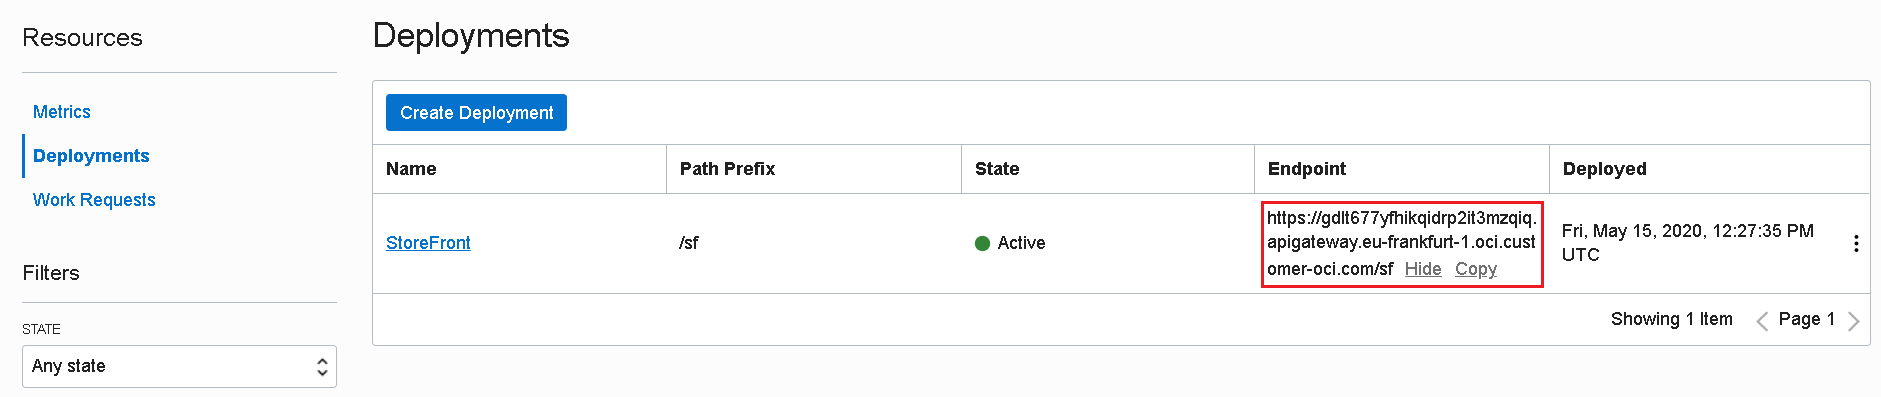 Resources
Metrics
Deployments
Work Requests
Filters
STATE
Any state
Deployments
Create Deployment
Name Path Prefix State Endpoint Deployed
StoreFront /sf Active
https://gdlt677yfhikqidrp2it3mzqiq.
apigateway.eu-frankfurt-1.oci.cust
omer-oci.com/sf Hide Copy
Fri, May 15, 2020, 12:27:35 PM
UTC
Showing 1 Item Page 1